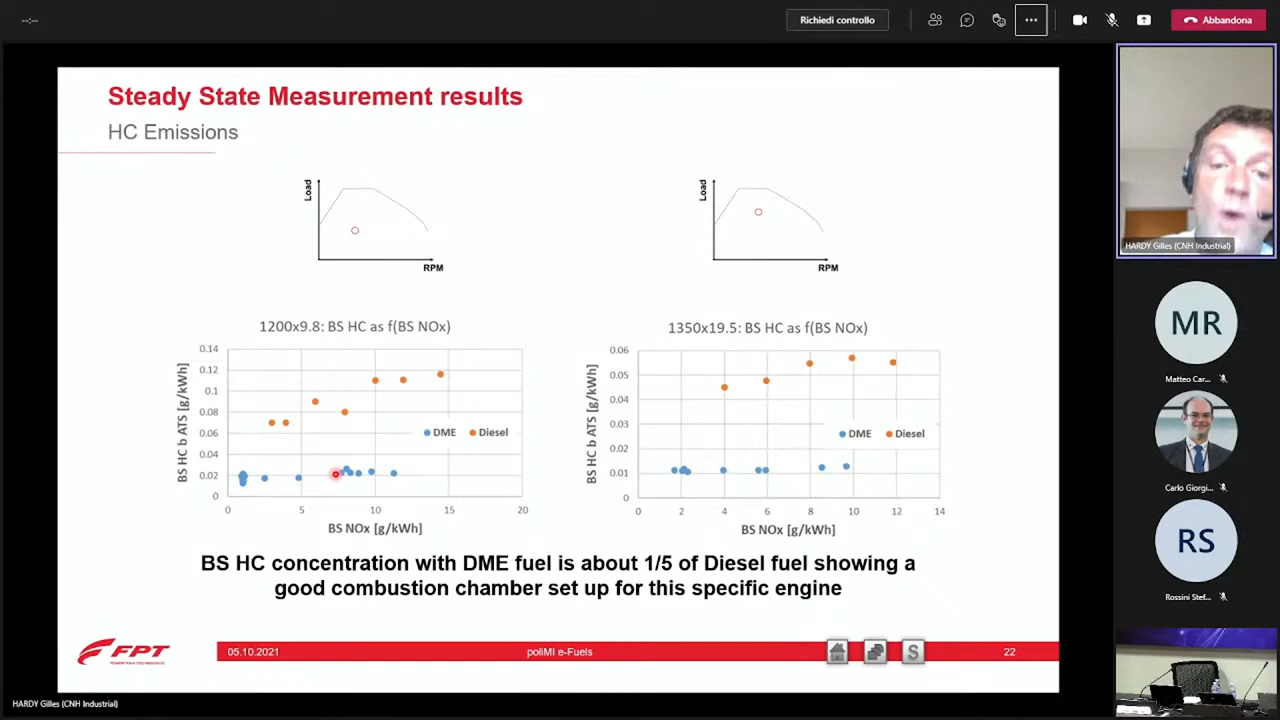 --:--
Richiedi controllo
Abbandona
Steady State Measurement results
HC Emissions
Load
RPM
Load
RPM
1200x9.8: BS HC as f(BS NOx)
BS HC b ATS [g/kWh]
0.14
0.12
0.1
0.08
0.06
0.04
0.02
0
DME
Diesel
0
5
10
15
20
BS NOx [g/kWh]
1350x19.5: BS HC as f(BS NOx)
BS HC b ATS [g/kWh]
0.06
0.05
0.04
0.03
0.02
0.01
0
DME
Diesel
0
2
4
6
8
10
12
14
BS NOx [g/kWh]
BS HC concentration with DME fuel is about 1/5 of Diesel fuel showing a
good combustion chamber set up for this specific engine
FPT
05.10.2021
poliMI e-Fuels
S
22
HARDY Gilles (CNH Industrial)
HARDY Gilles (CNH Industrial)
MR
Matteo Car...
Carlo Giorgi...
RS
Rossini Stef...